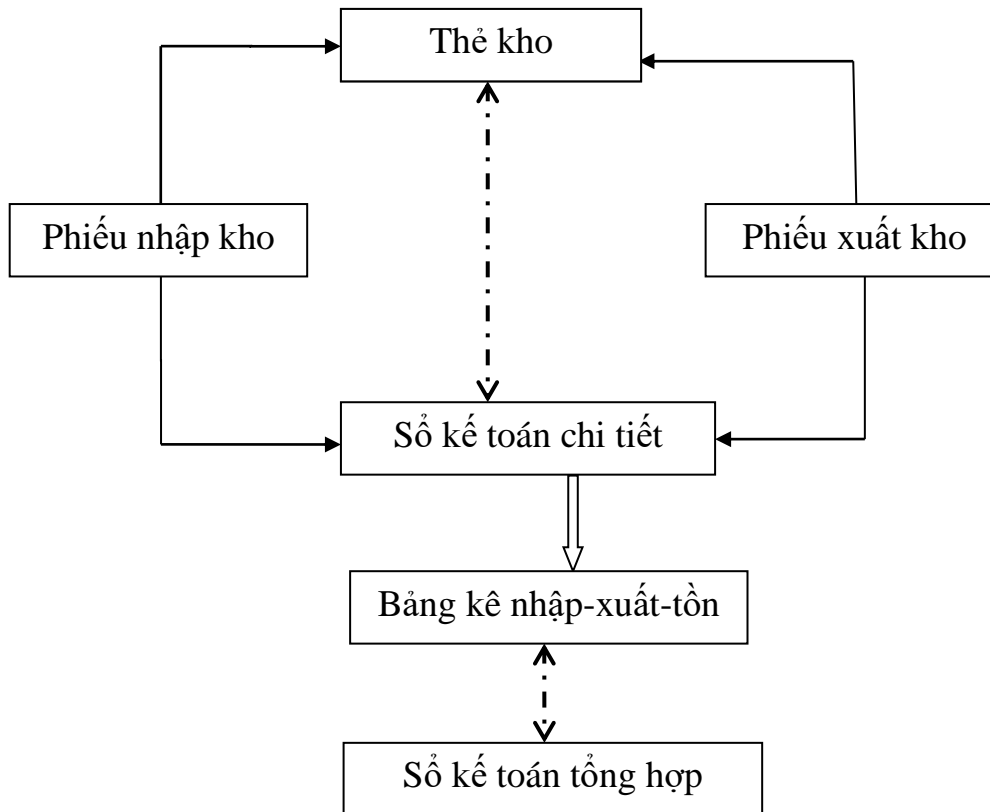 Thẻ kho
Phiếu nhập kho
Phiếu xuất kho
Sổ kế toán chi tiết
Bảng kê nhập-xuất-tồn
Sổ kế toán tổng hợp